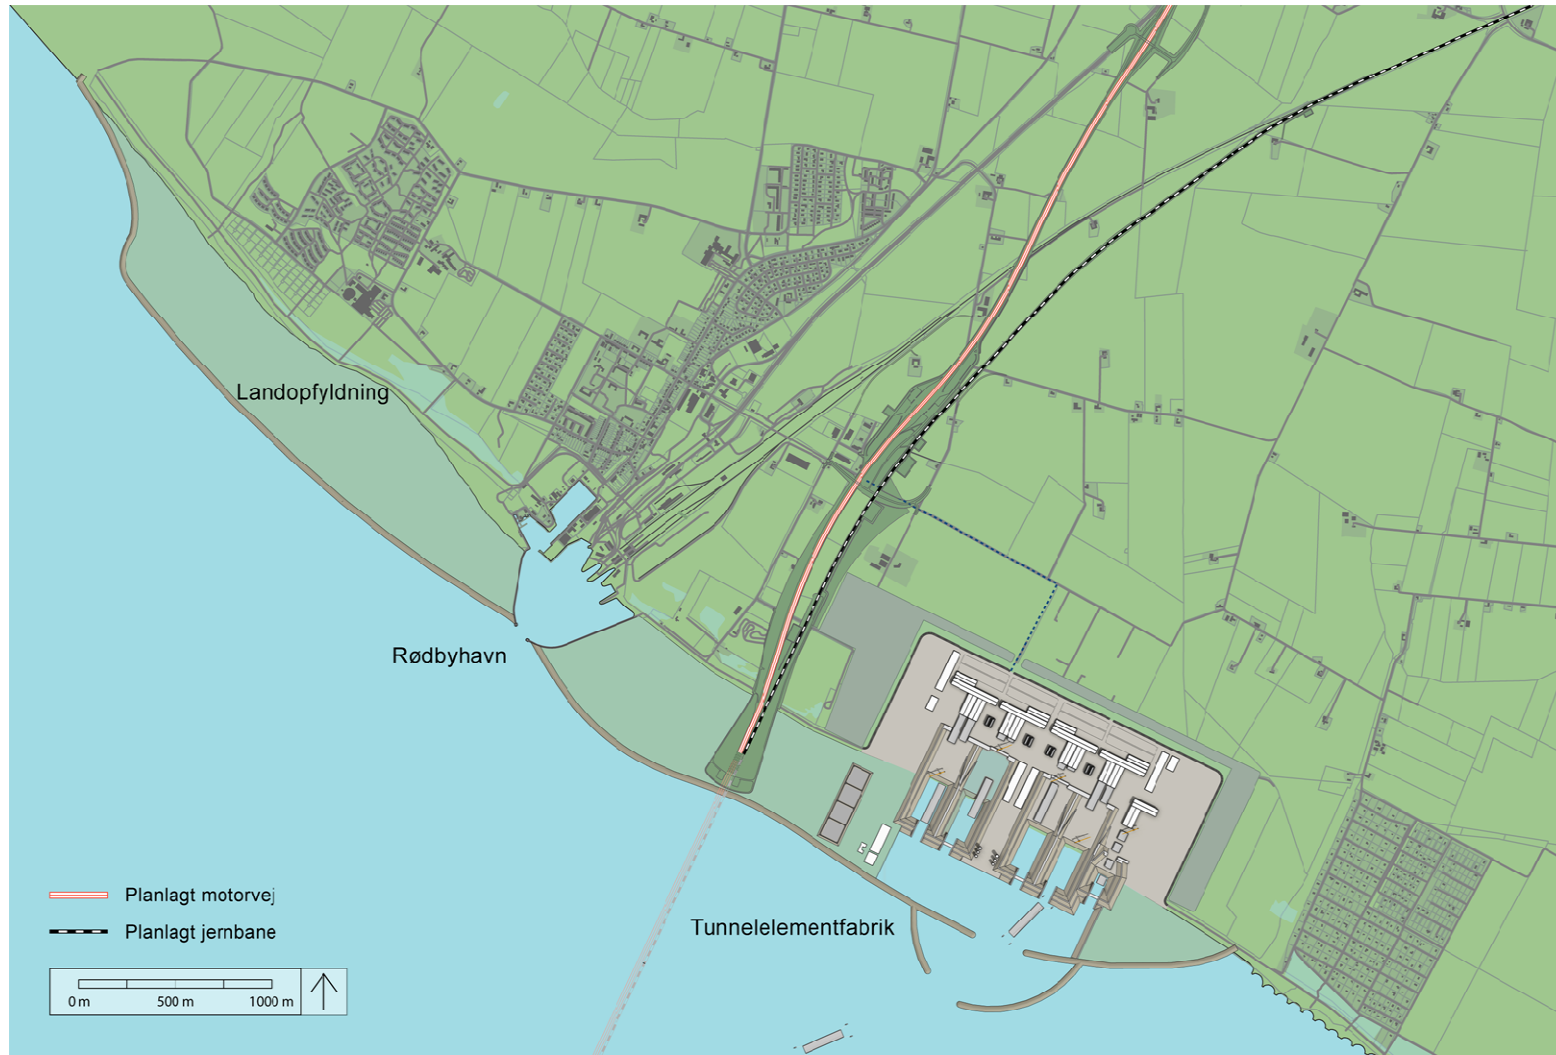 Landopfyldning
Rødbyhavn
Tunnelelementfabrik
Planlagt motorvej
Planlagt jernbane
0 m 500 m 1000 m